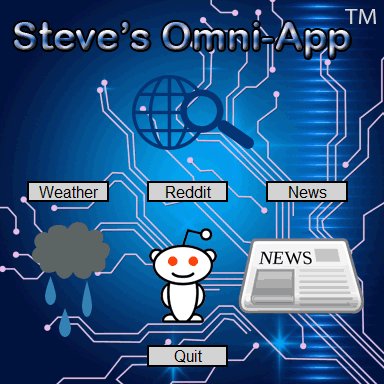 Steve's Omni-App™
Weather Reddit News
NEWS
Quit